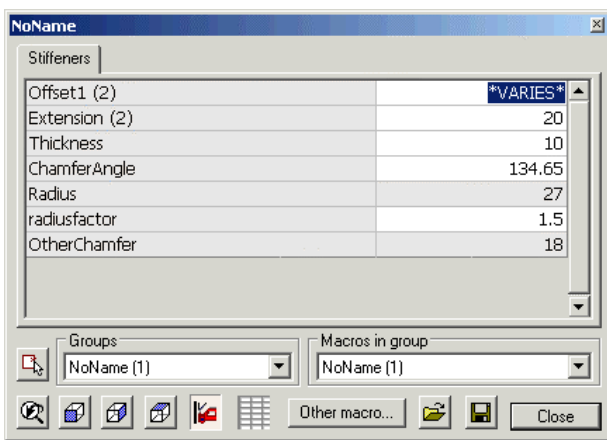 NoName
Stiffeners
Offset1 (2) *VARIES*
Extension (2) 20
Thickness 10
ChamferAngle 134.65
Radius 27
radiusfactor 1.5
OtherChamfer 18
Groups Macros in group
NoName (1) NoName (1)
Other macro... Close